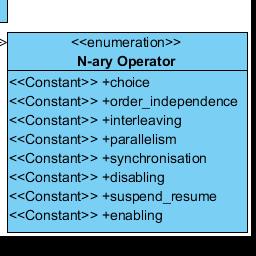 <<enumeration>>
N-ary Operator
<<Constant>> +choice
<<Constant>> +order_independence
<<Constant>> +interleaving
<<Constant>> +parallelism
<<Constant>> +synchronisation
<<Constant>> +disabling
<<Constant>> +suspend_resume
<<Constant>> +enabling